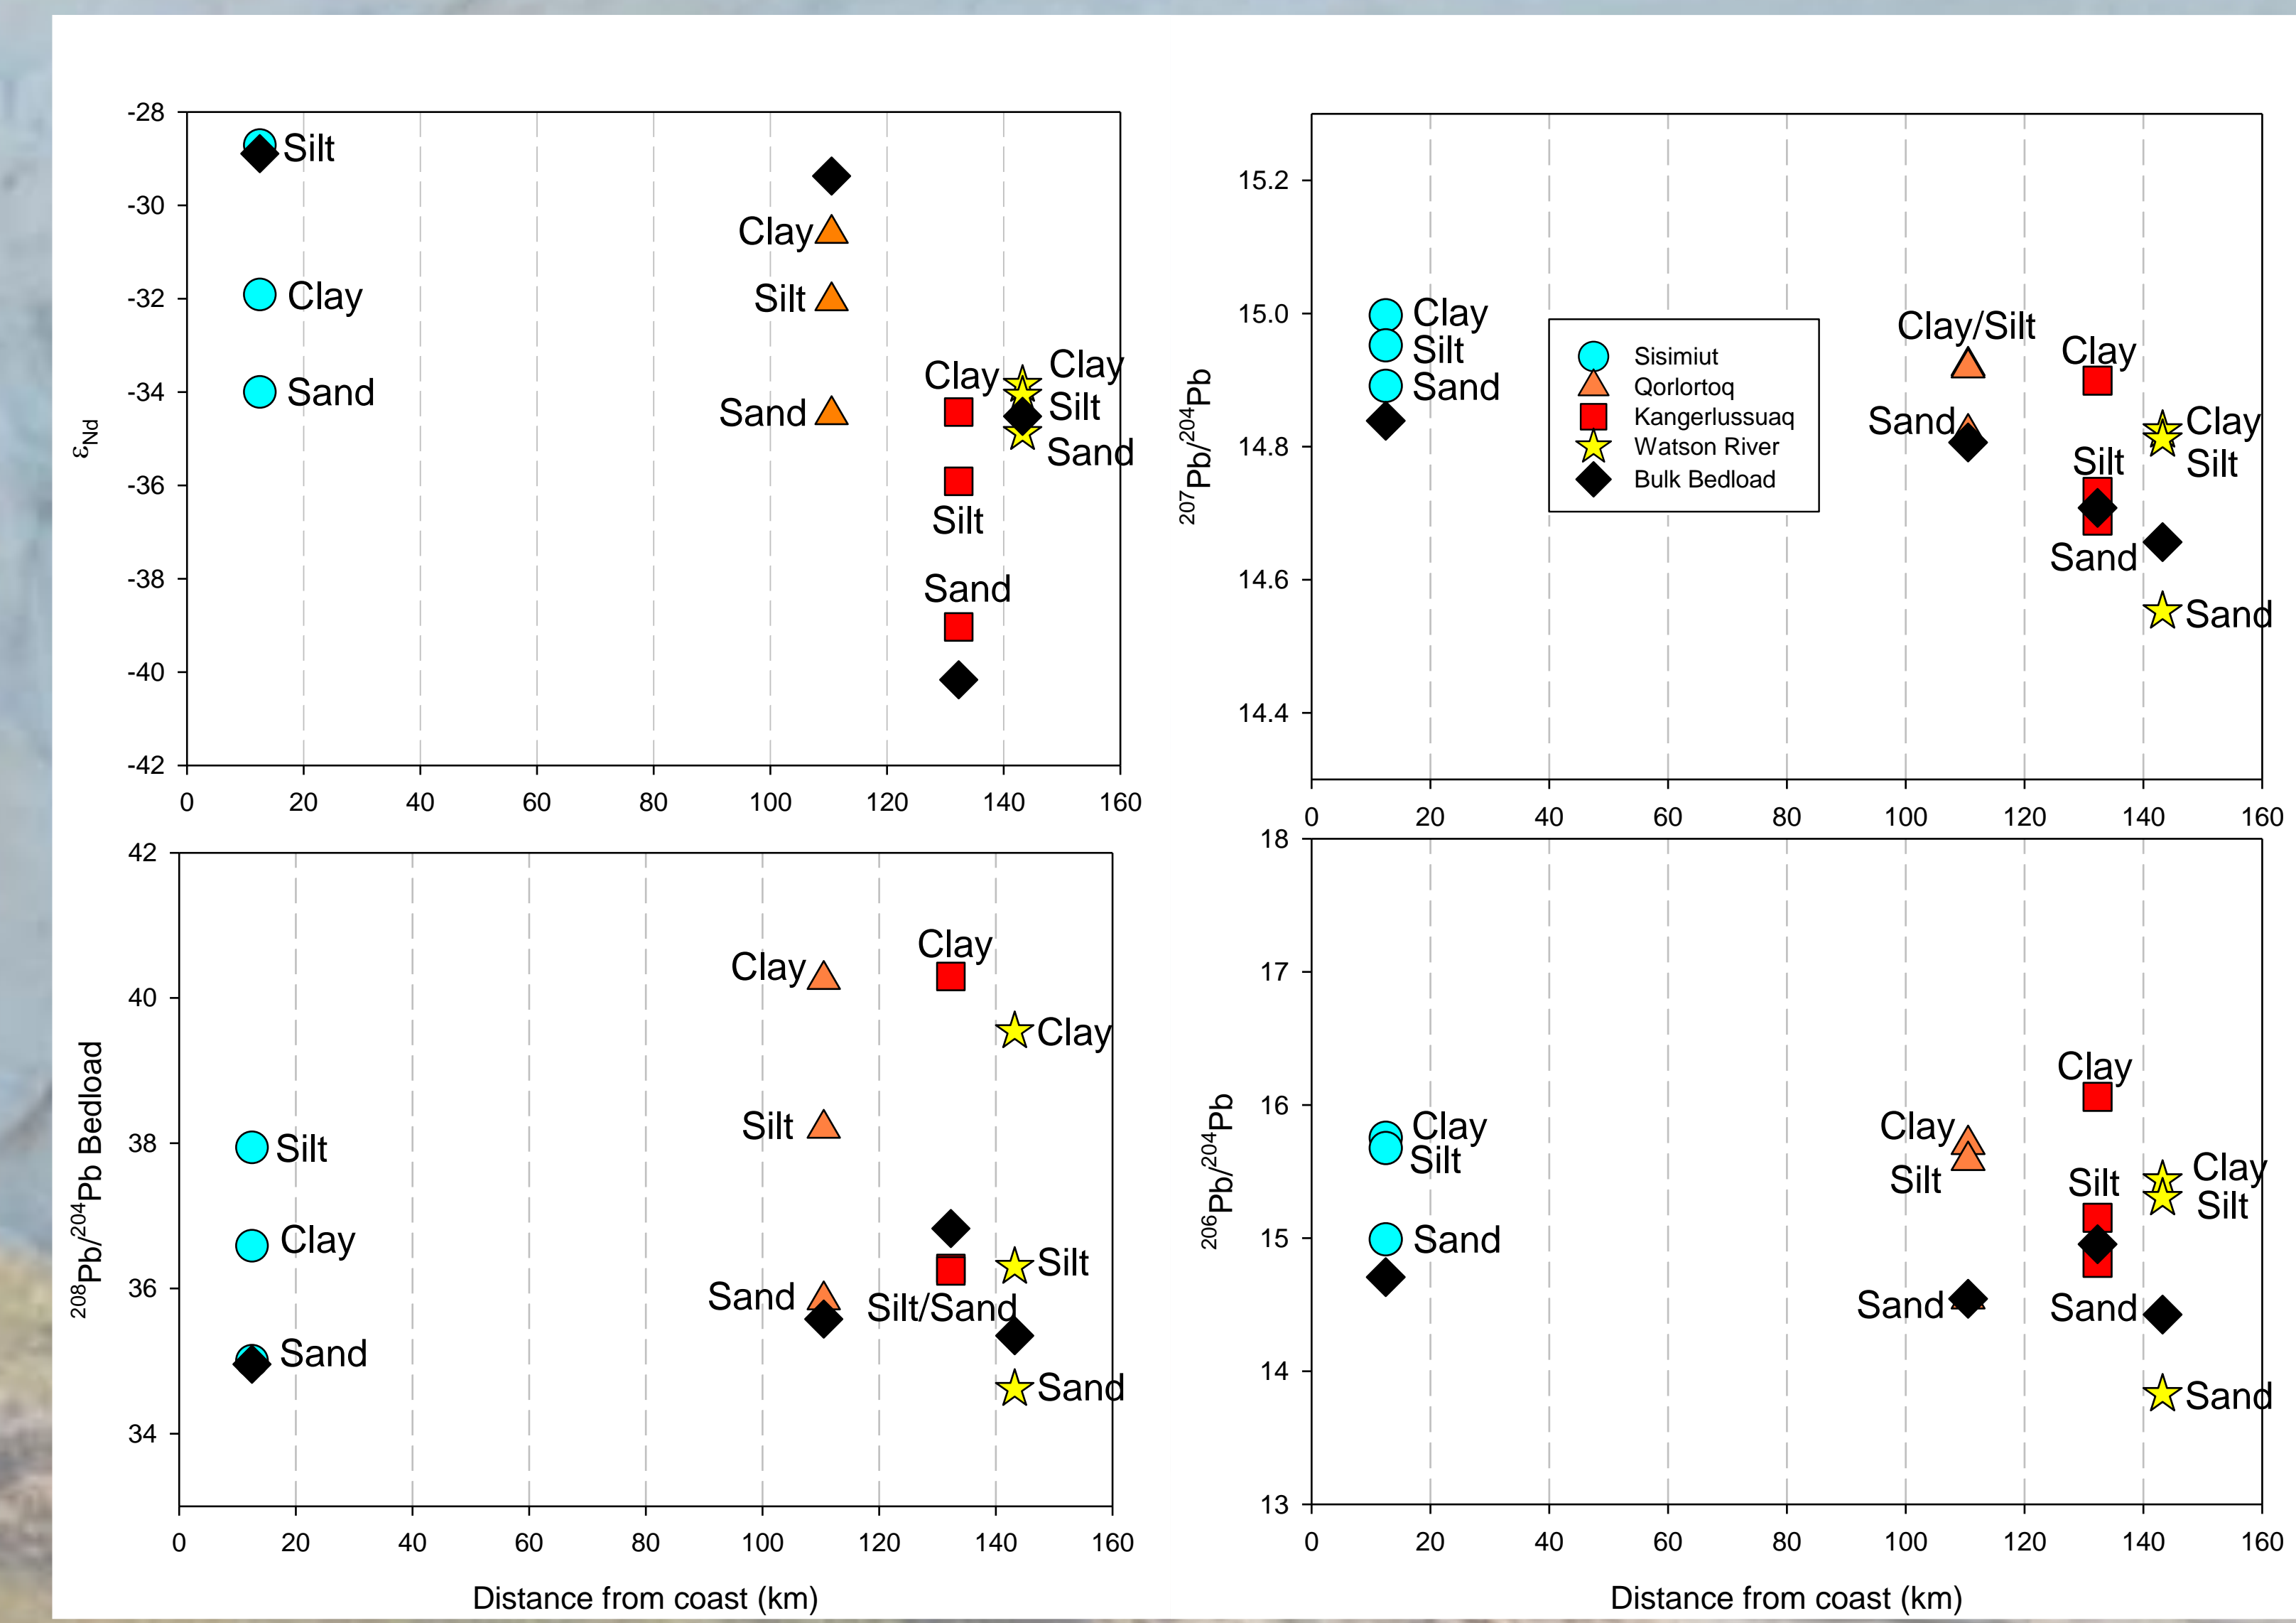 -28
-30
-32
-34
-36
-38
-40
-42
εNd
Silt
Clay
Sand
Clay
Silt
Sand
Clay
Silt
Sand
Clay
Silt
Sand
0 20 40 60 80 100 120 140 160
15.2
15.0
14.8
14.6
14.4
207Pb/204Pb
Clay
Silt
Sand
Sisimiut
Qorlortoq
Kangerlussuaq
Watson River
Bulk Bedload
Clay/Silt
Sand
Clay
Silt
Sand
Clay
Silt
Sand
0 20 40 60 80 100 120 140 160
42
40
38
36
34
208Pb/204Pb Bedload
Silt
Clay
Sand
Clay
Silt
Sand
Clay
Silt/Sand
Clay
Silt
Sand
0 20 40 60 80 100 120 140 160
Distance from coast (km)
18
17
16
15
14
13
206Pb/204Pb
Clay
Silt
Sand
Clay
Silt
Sand
Clay
Silt
Sand
Clay
Silt
Sand
0 20 40 60 80 100 120 140 160
Distance from coast (km)